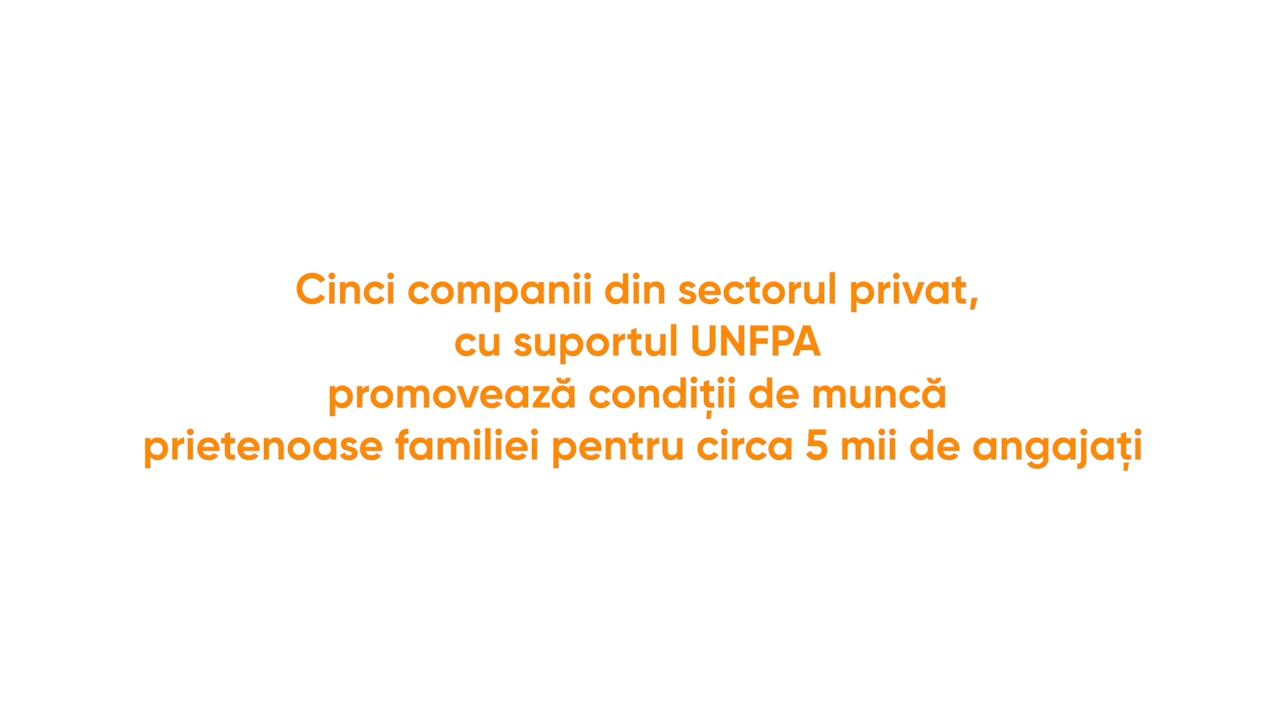 Cinci companii din sectorul privat,
cu suportul UNFPA
promovează condiții de muncă
prietenoase familiei pentru circa 5 mii de angajați